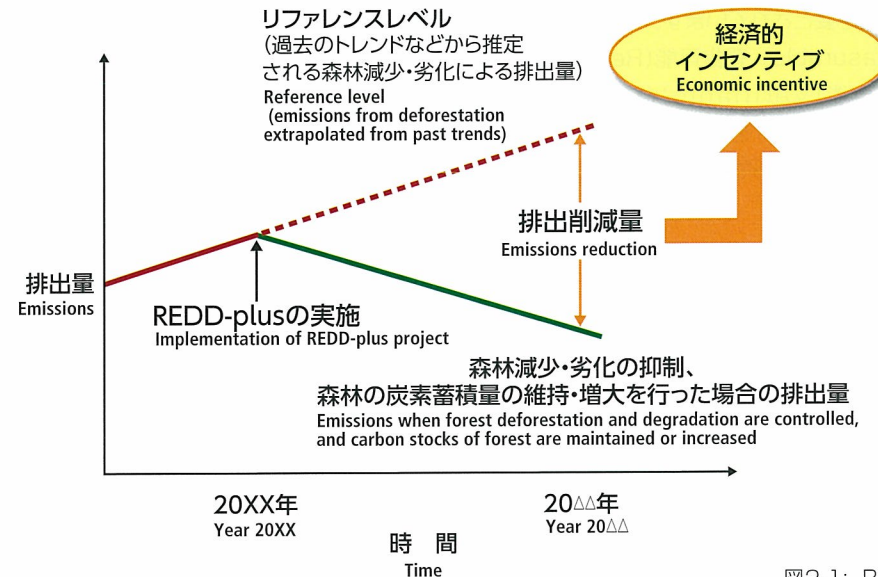 リファレンスレベル
（過去のトレンドなどから推定
される森林減少・劣化による排出量）
Reference level
(emissions from deforestation
extrapolated from past trends)
経済的
インセンティブ
Economic incentive
排出削減量
Emissions reduction
排出量
Emissions
REDD-plusの実施
Implementation of REDD-plus project
森林減少・劣化の抑制、
森林の炭素蓄積量の維持・増大を行った場合の排出量
Emissions when forest deforestation and degradation are controlled,
and carbon stocks of forest are maintained or increased
20XX年
Year 20XX
20△△年
Year 20△△
時　間
Time